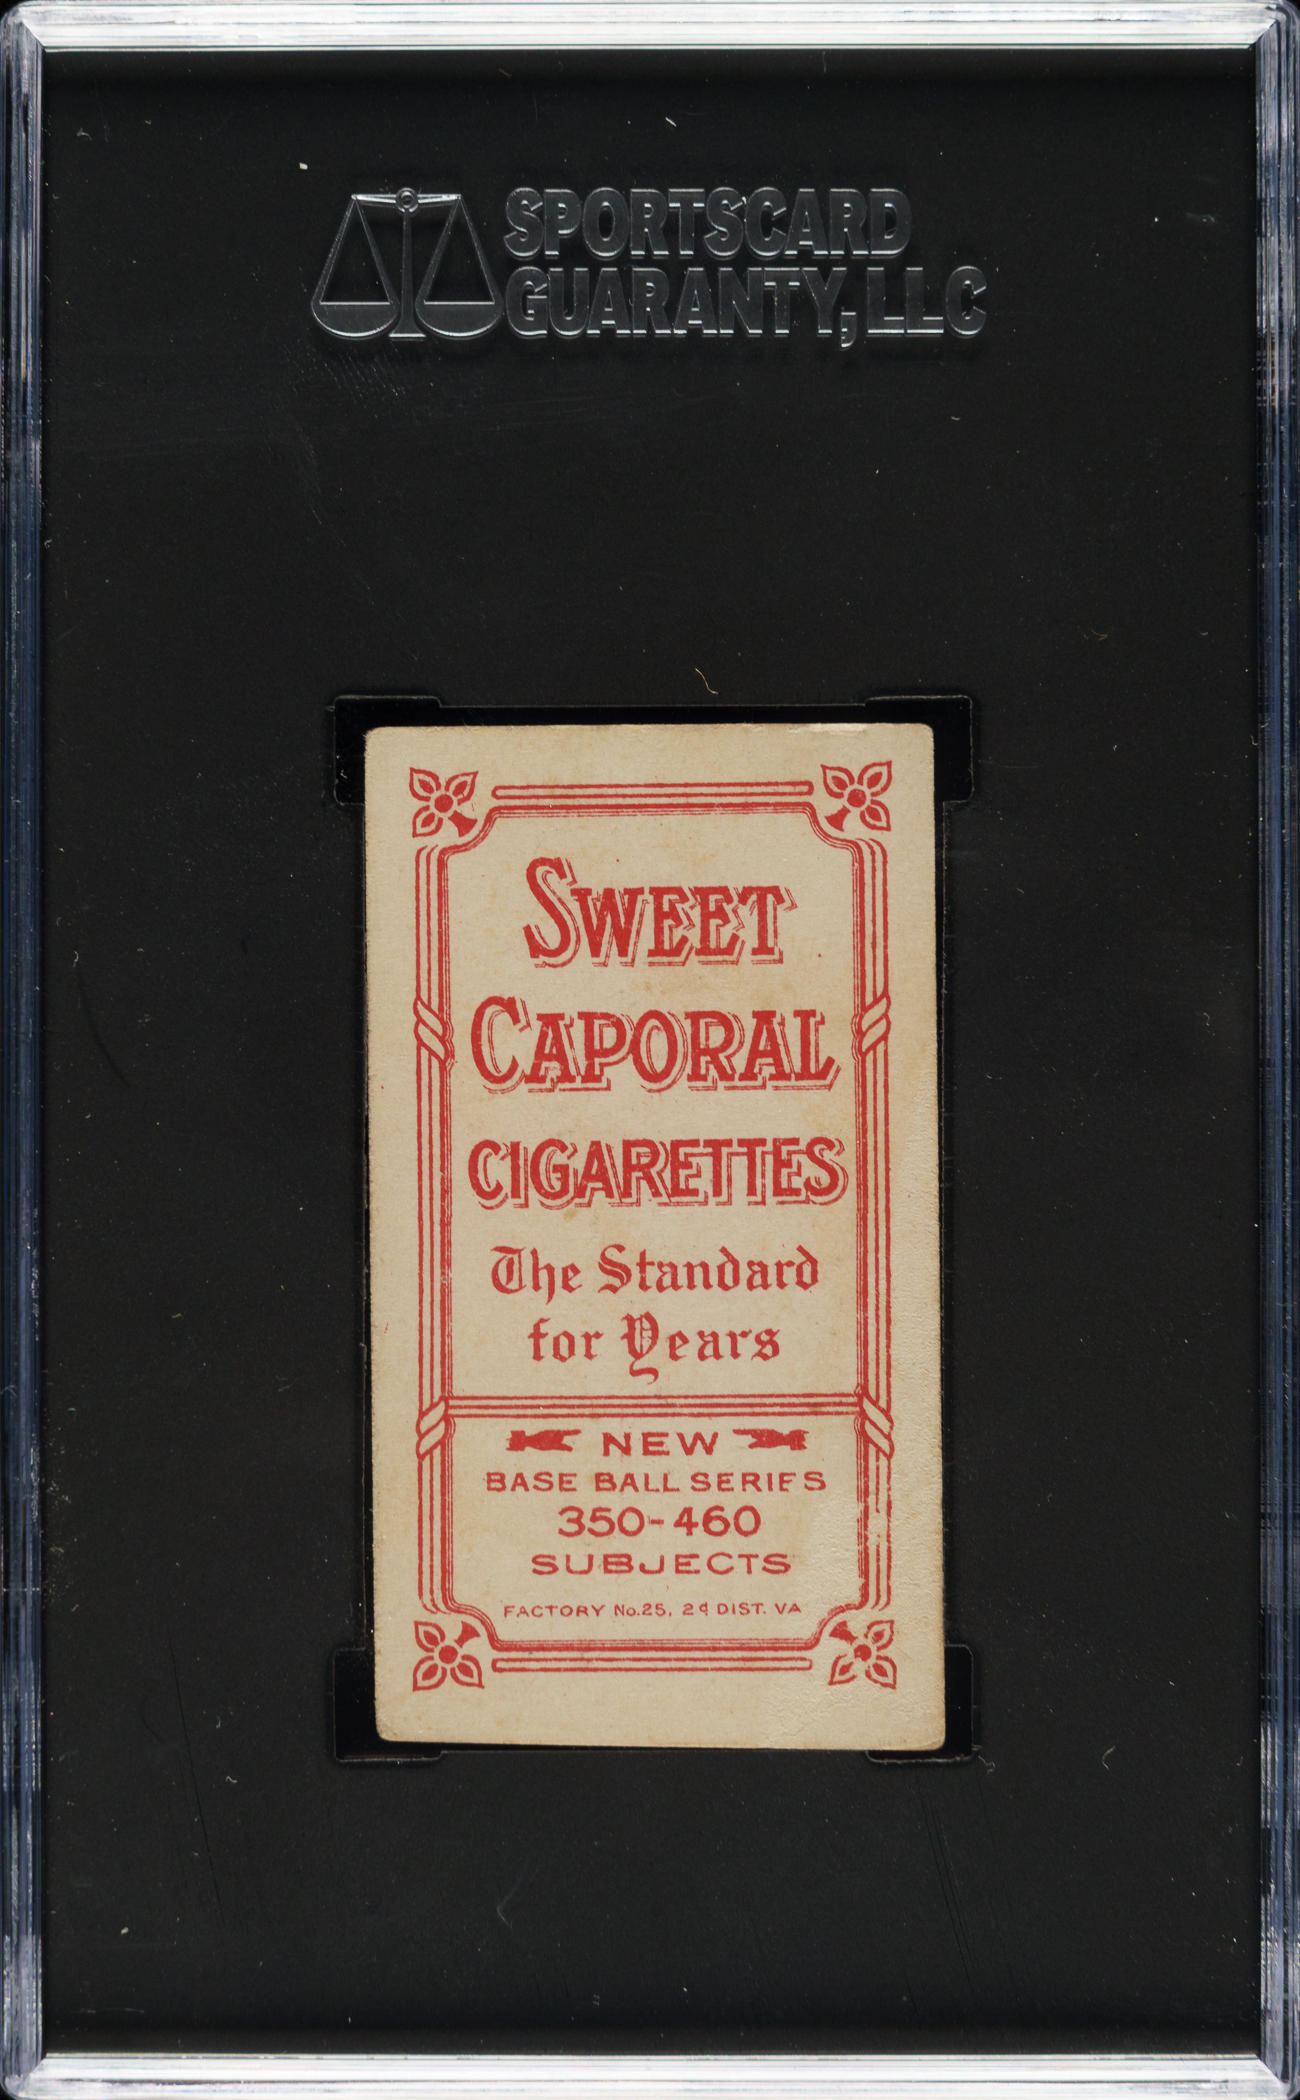 SPORTSCARD
GUARANTY, LLC
SWEET
CAPORAL
CIGARETTES
The Standard
for Years
NEW
BASE BALL SERIES
350-460
SUBJECTS
FACTORY No.25, 2¢ DIST. VA